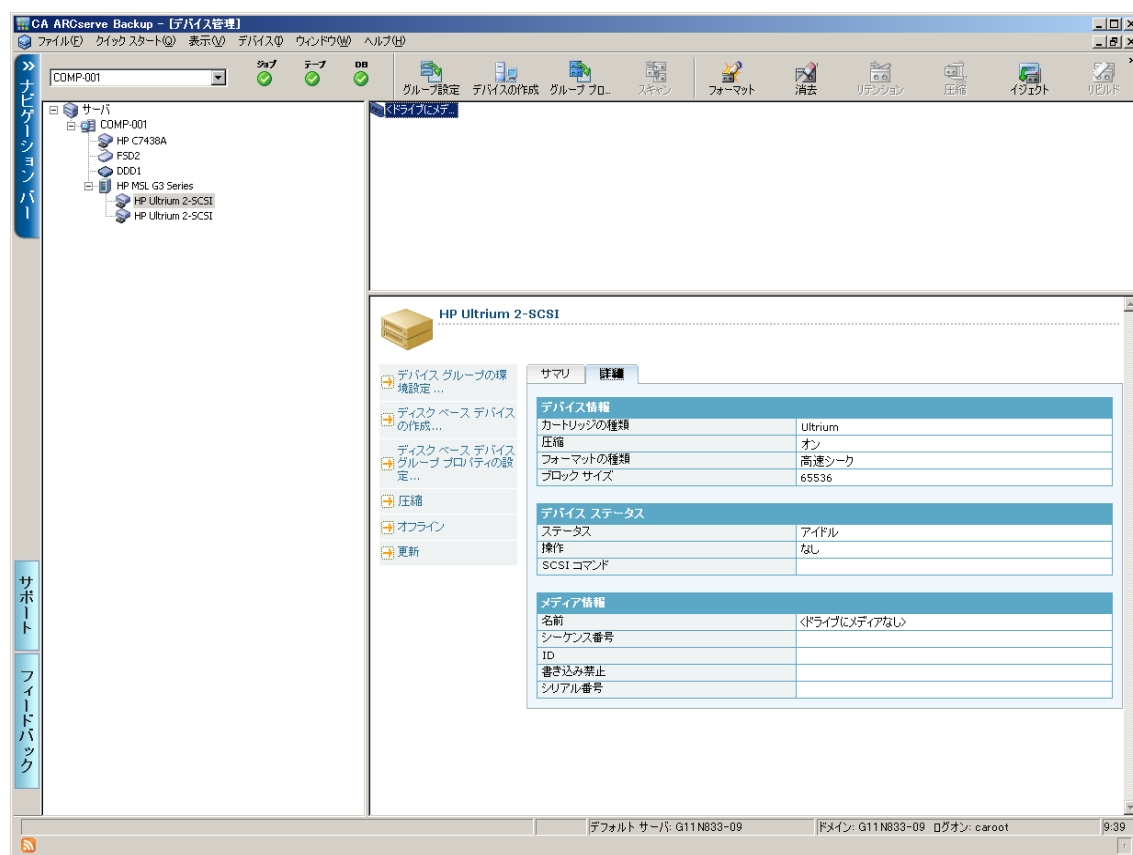 CA ARCserve Backup - [デバイス管理]
ファイル(F) クイック スタート(Q) 表示(V) デバイス(I) ウィンドウ(W) ヘルプ(H)
ナビゲーション バー
COMP-001
ジョブ テープ DB
グループ設定 デバイスの作成 グループ プロ... スキャン フォーマット 消去 リテンション 圧縮 イジェクト リビルド
サーバ
COMP-001
HP C7438A
FSD2
DDD1
HP MSL G3 Series
HP Ultrium 2-SCSI
HP Ultrium 2-SCSI
サポート
フィードバック
<ドライブにメデ...
HP Ultrium 2-SCSI
デバイス グループの環
境設定 ...
ディスク ベース デバイス
の作成...
ディスク ベース デバイス
グループ プロパティの設
定...
圧縮
オフライン
更新
サマリ 詳細
デバイス情報
カートリッジの種類 Ultrium
圧縮 オン
フォーマットの種類 高速シーク
ブロック サイズ 65536
デバイス ステータス
ステータス アイドル
操作 なし
SCSI コマンド
メディア情報
名前 <ドライブにメディアなし>
シーケンス番号
ID
書き込み禁止
シリアル番号
デフォルト サーバ: G11N833-09 ドメイン: G11N833-09 ログオン: caroot 9:39